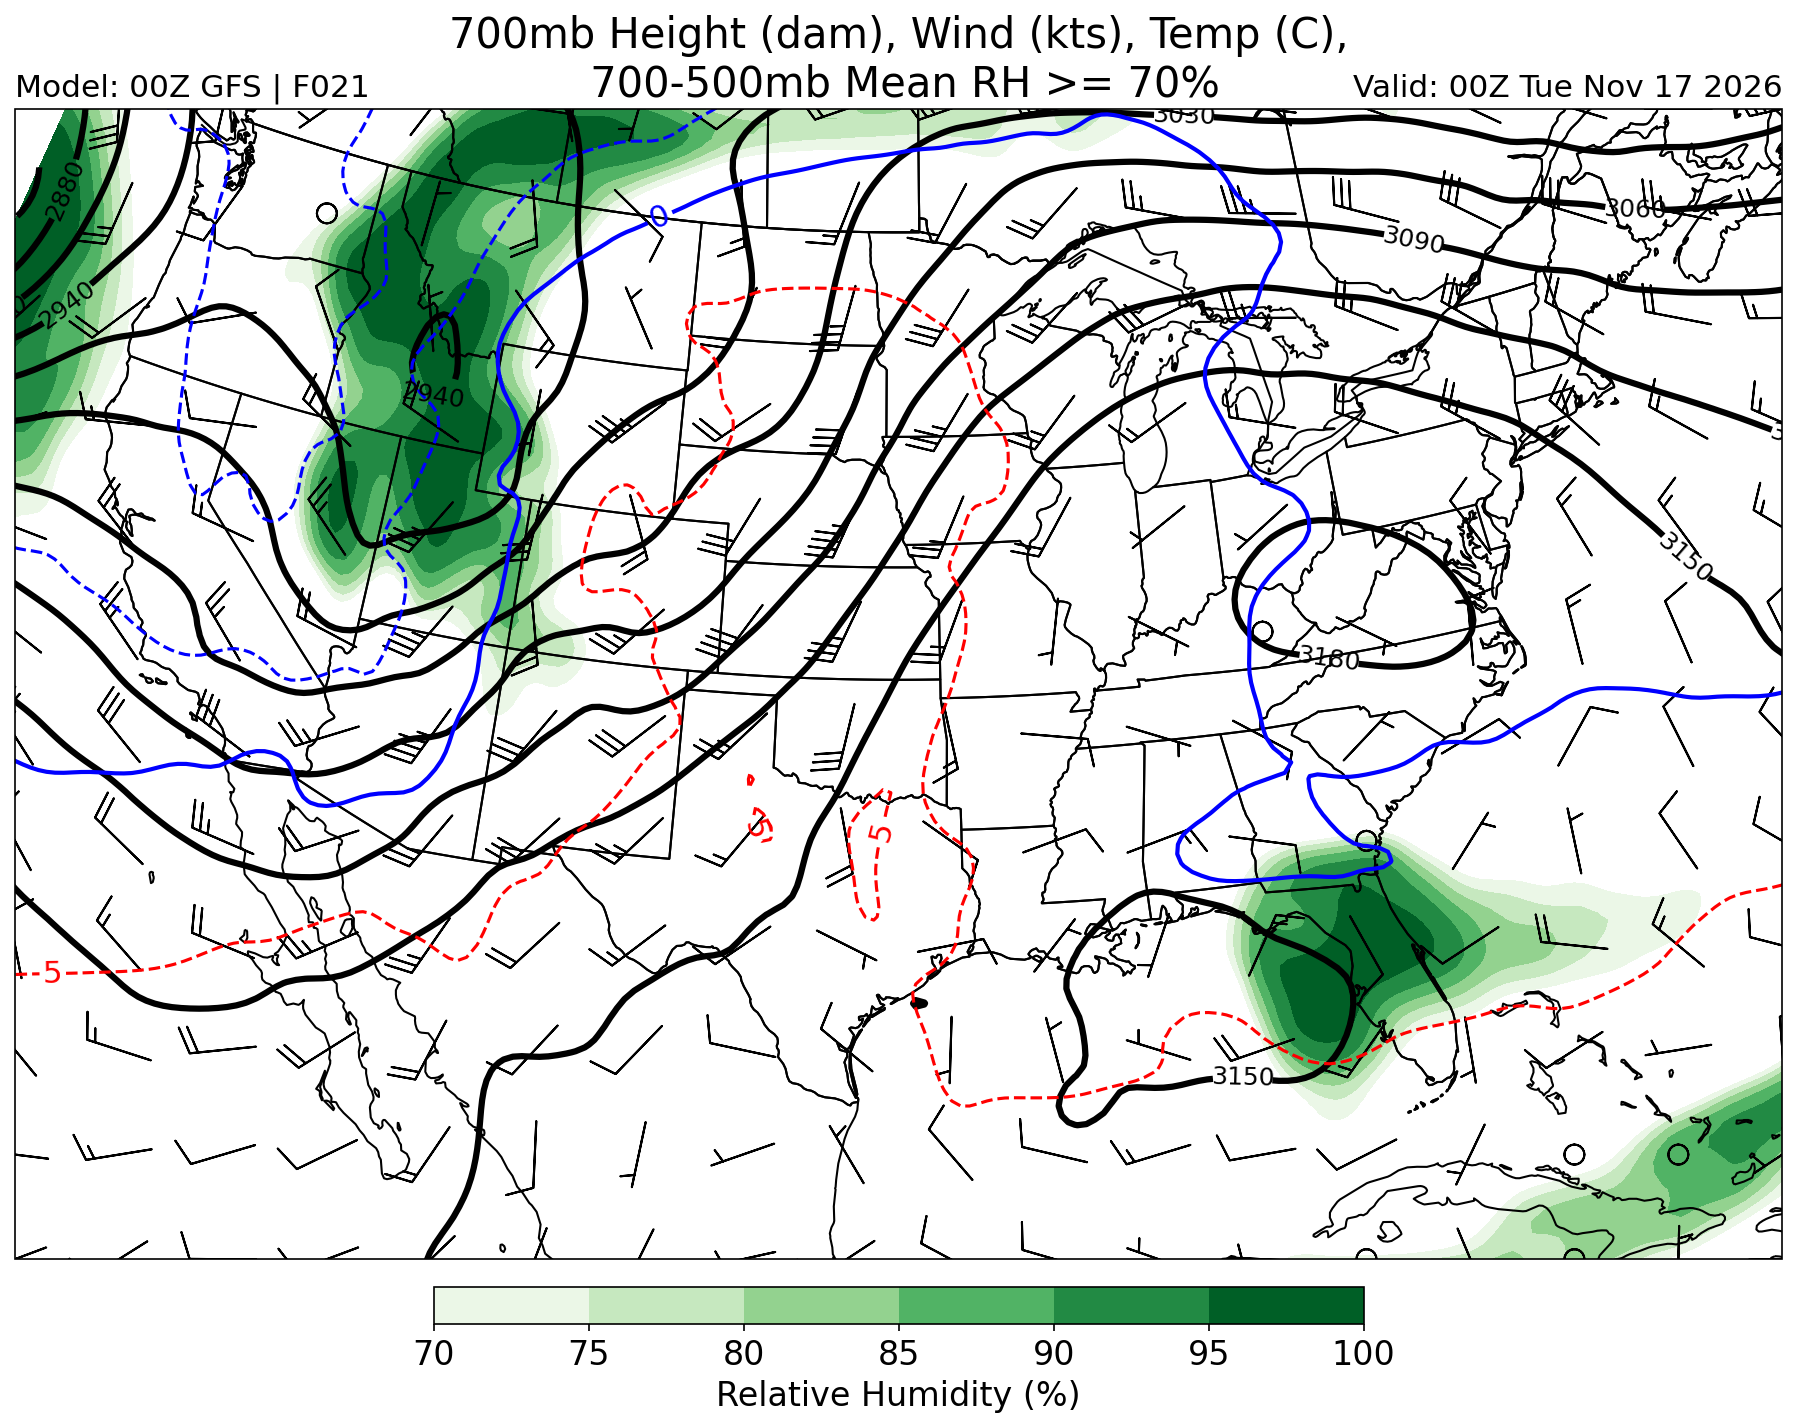 700mb Height (dam), Wind (kts), Temp (C),
Model: 00Z GFS | F021
700-500mb Mean RH >= 70%
Valid: 00Z Tue Nov 17 2026
3030
2880
3060
0
3090
2940
2940
3150
3180
5
5
5
3150
70 75 80 85 90 95 100
Relative Humidity (%)